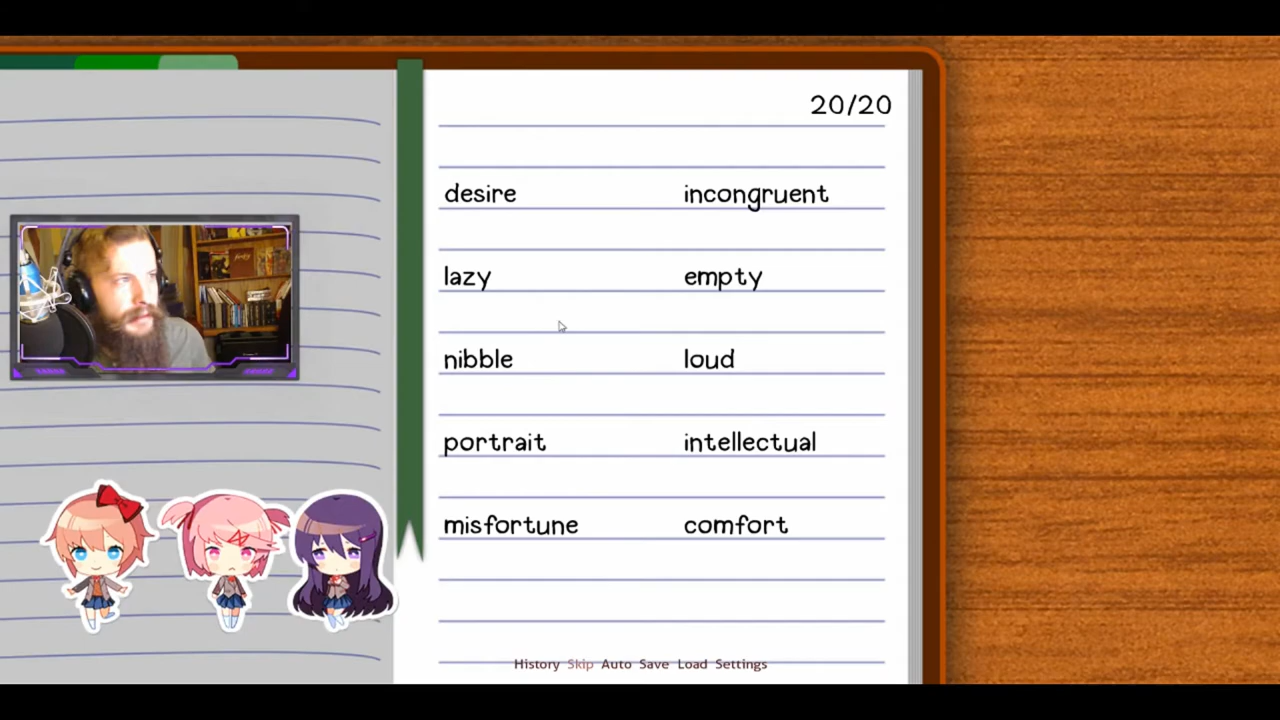 20/20
desire incongruent
lazy empty
nibble loud
portrait intellectual
misfortune comfort
History Skip Auto Save Load Settings